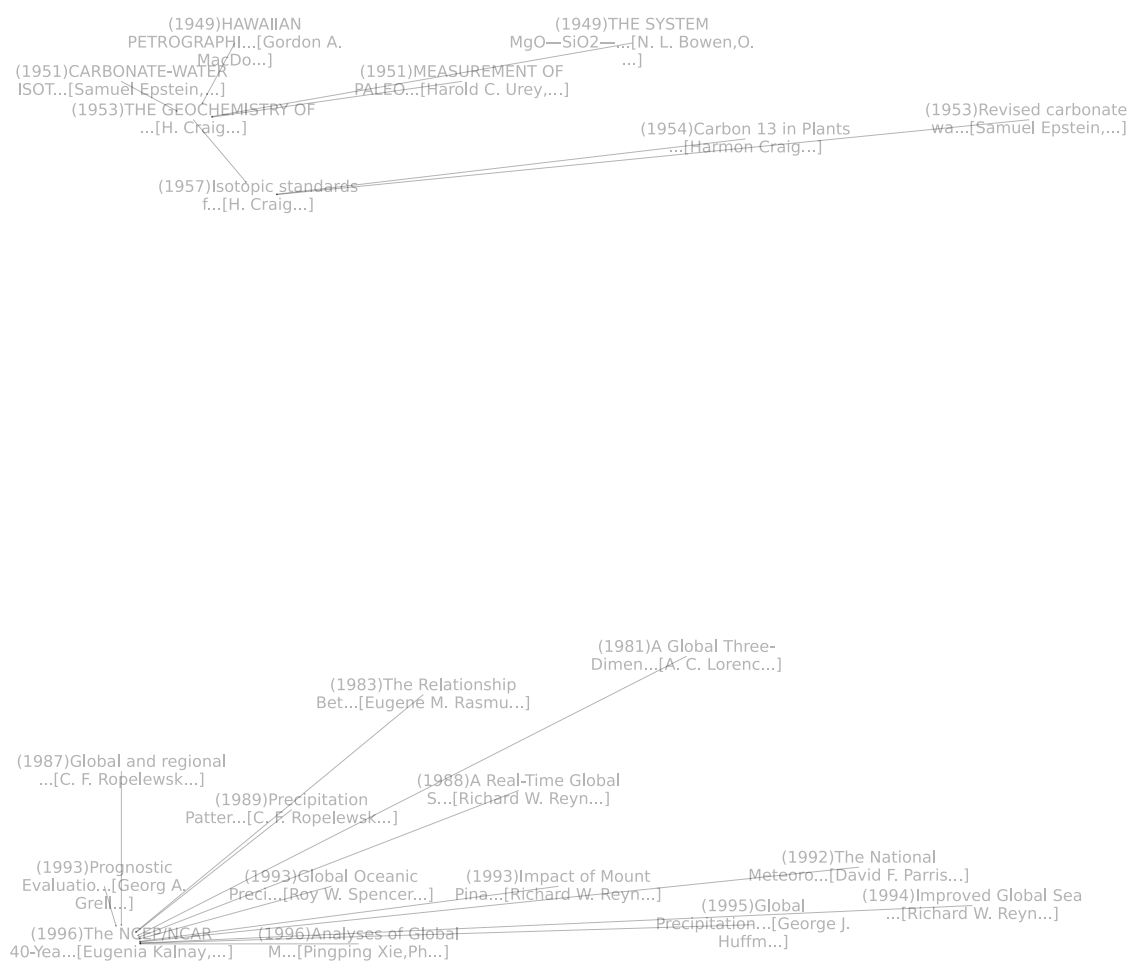 (1949)HAWAIIAN
PETROGRAPHI...[Gordon A.
MacDo...]
(1949)THE SYSTEM
MgO—SiO2—...[N. L. Bowen,O.
...]
(1951)CARBONATE-WATER
ISOT...[Samuel Epstein,...]
(1951)MEASUREMENT OF
PALEO...[Harold C. Urey,...]
(1953)THE GEOCHEMISTRY OF
...[H. Craig...]
(1953)Revised carbonate
wa...[Samuel Epstein,...]
(1954)Carbon 13 in Plants
...[Harmon Craig...]
(1957)Isotopic standards
f...[H. Craig...]
(1981)A Global Three-
Dimen...[A. C. Lorenc...]
(1983)The Relationship
Bet...[Eugene M. Rasmu...]
(1987)Global and regional
...[C. F. Ropelewsk...]
(1988)A Real-Time Global
S...[Richard W. Reyn...]
(1989)Precipitation
Patter...[C. F. Ropelewsk...]
(1992)The National
Meteoro...[David F. Parris...]
(1993)Prognostic
Evaluatio...[Georg A.
Grell...]
(1993)Global Oceanic
Preci...[Roy W. Spencer...]
(1993)Impact of Mount
Pina...[Richard W. Reyn...]
(1994)Improved Global Sea
...[Richard W. Reyn...]
(1995)Global
Precipitation...[George J.
Huffm...]
(1996)The NCEP/NCAR
40-Yea...[Eugenia Kalnay,...]
(1996)Analyses of Global
M...[Pingping Xie,Ph...]